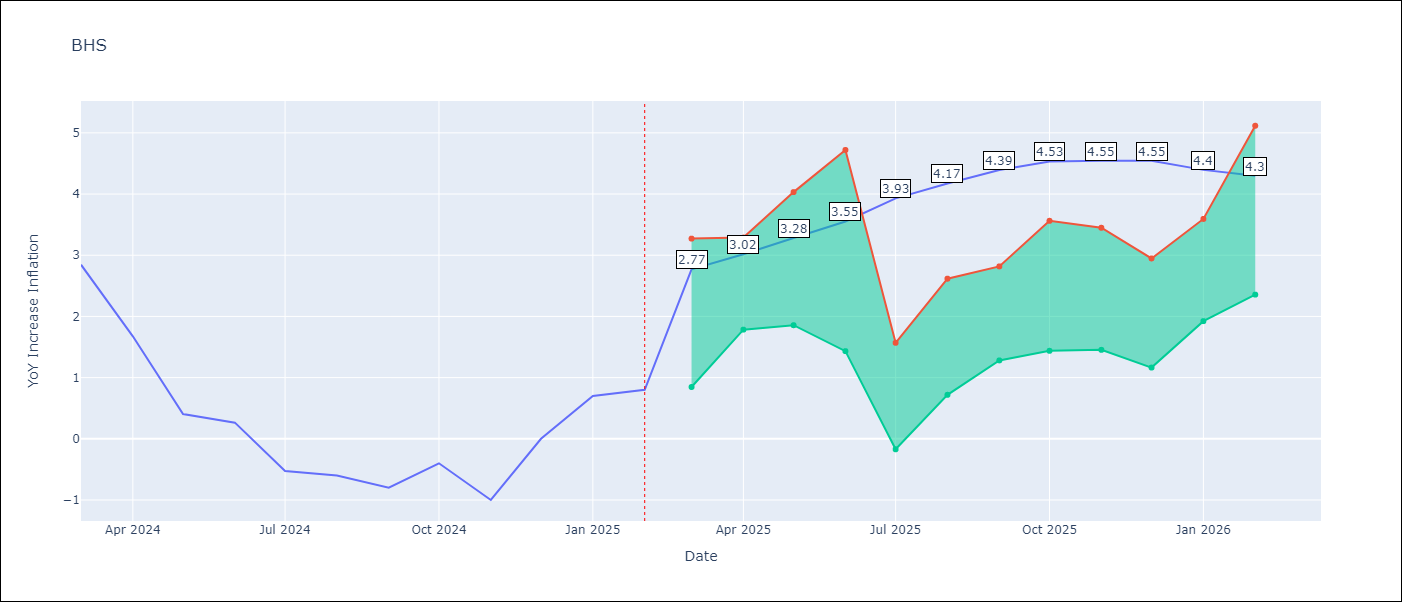 BHS
YoY Increase Inflation
5
4
3
2
1
0
−1
2.77
3.02
3.28
3.55
3.93
4.17
4.39
4.53
4.55
4.55
4.4
4.3
Apr 2024
Jul 2024
Oct 2024
Jan 2025
Apr 2025
Jul 2025
Oct 2025
Jan 2026
Date